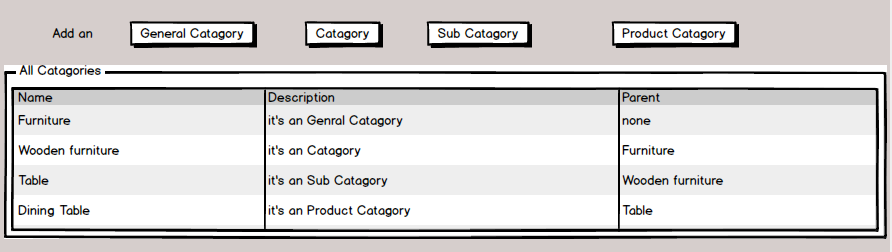 Add an General Catagory Catagory Sub Catagory Product Catagory
All Catagories
Name Description Parent
Furniture it's an Genral Catagory none
Wooden furniture it's an Catagory Furniture
Table it's an Sub Catagory Wooden furniture
Dining Table it's an Product Catagory Table